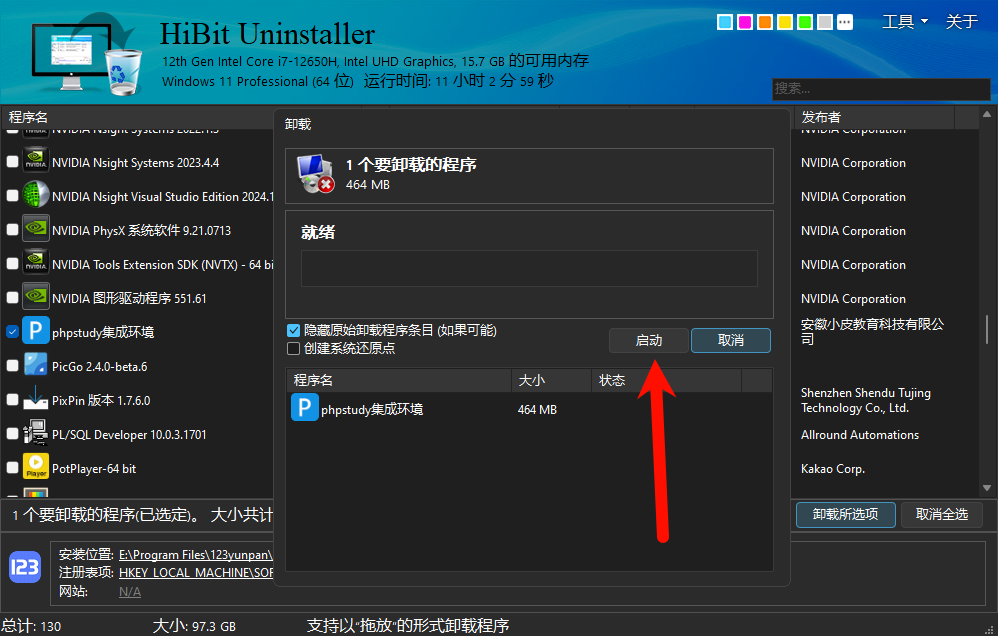 HiBit Uninstaller
12th Gen Intel Core i7-12650H, Intel UHD Graphics, 15.7 GB 的可用内存
Windows 11 Professional (64 位) 运行时间: 11 小时 2 分 59 秒
工具 关于
搜索...
程序名 发布者
NVIDIA Nsight Systems 2022.1.3 NVIDIA Corporation
NVIDIA Nsight Systems 2023.4.4 NVIDIA Corporation
NVIDIA Nsight Visual Studio Edition 2024.1 NVIDIA Corporation
NVIDIA PhysX 系统软件 9.21.0713 NVIDIA Corporation
NVIDIA Tools Extension SDK (NVTX) - 64 bi NVIDIA Corporation
NVIDIA 图形驱动程序 551.61 NVIDIA Corporation
phpstudy集成环境 安徽小皮教育科技有限公
司
PicGo 2.4.0-beta.6
PixPin 版本 1.7.6.0 Shenzhen Shendu Tujing
Technology Co., Ltd.
PL/SQL Developer 10.0.3.1701 Allround Automations
PotPlayer-64 bit Kakao Corp.
卸载
1 个要卸载的程序
464 MB
就绪
隐藏原始卸载程序条目 (如果可能)
创建系统还原点
启动 取消
程序名 大小 状态
phpstudy集成环境 464 MB
1 个要卸载的程序(已选定)。 大小共计
卸载所选项 取消全选
123
安装位置: E:\Program Files\123yunpan\
注册表项: HKEY_LOCAL_MACHINE\SOF
网站: N/A
总计: 130 大小: 97.3 GB 支持以“拖放”的形式卸载程序